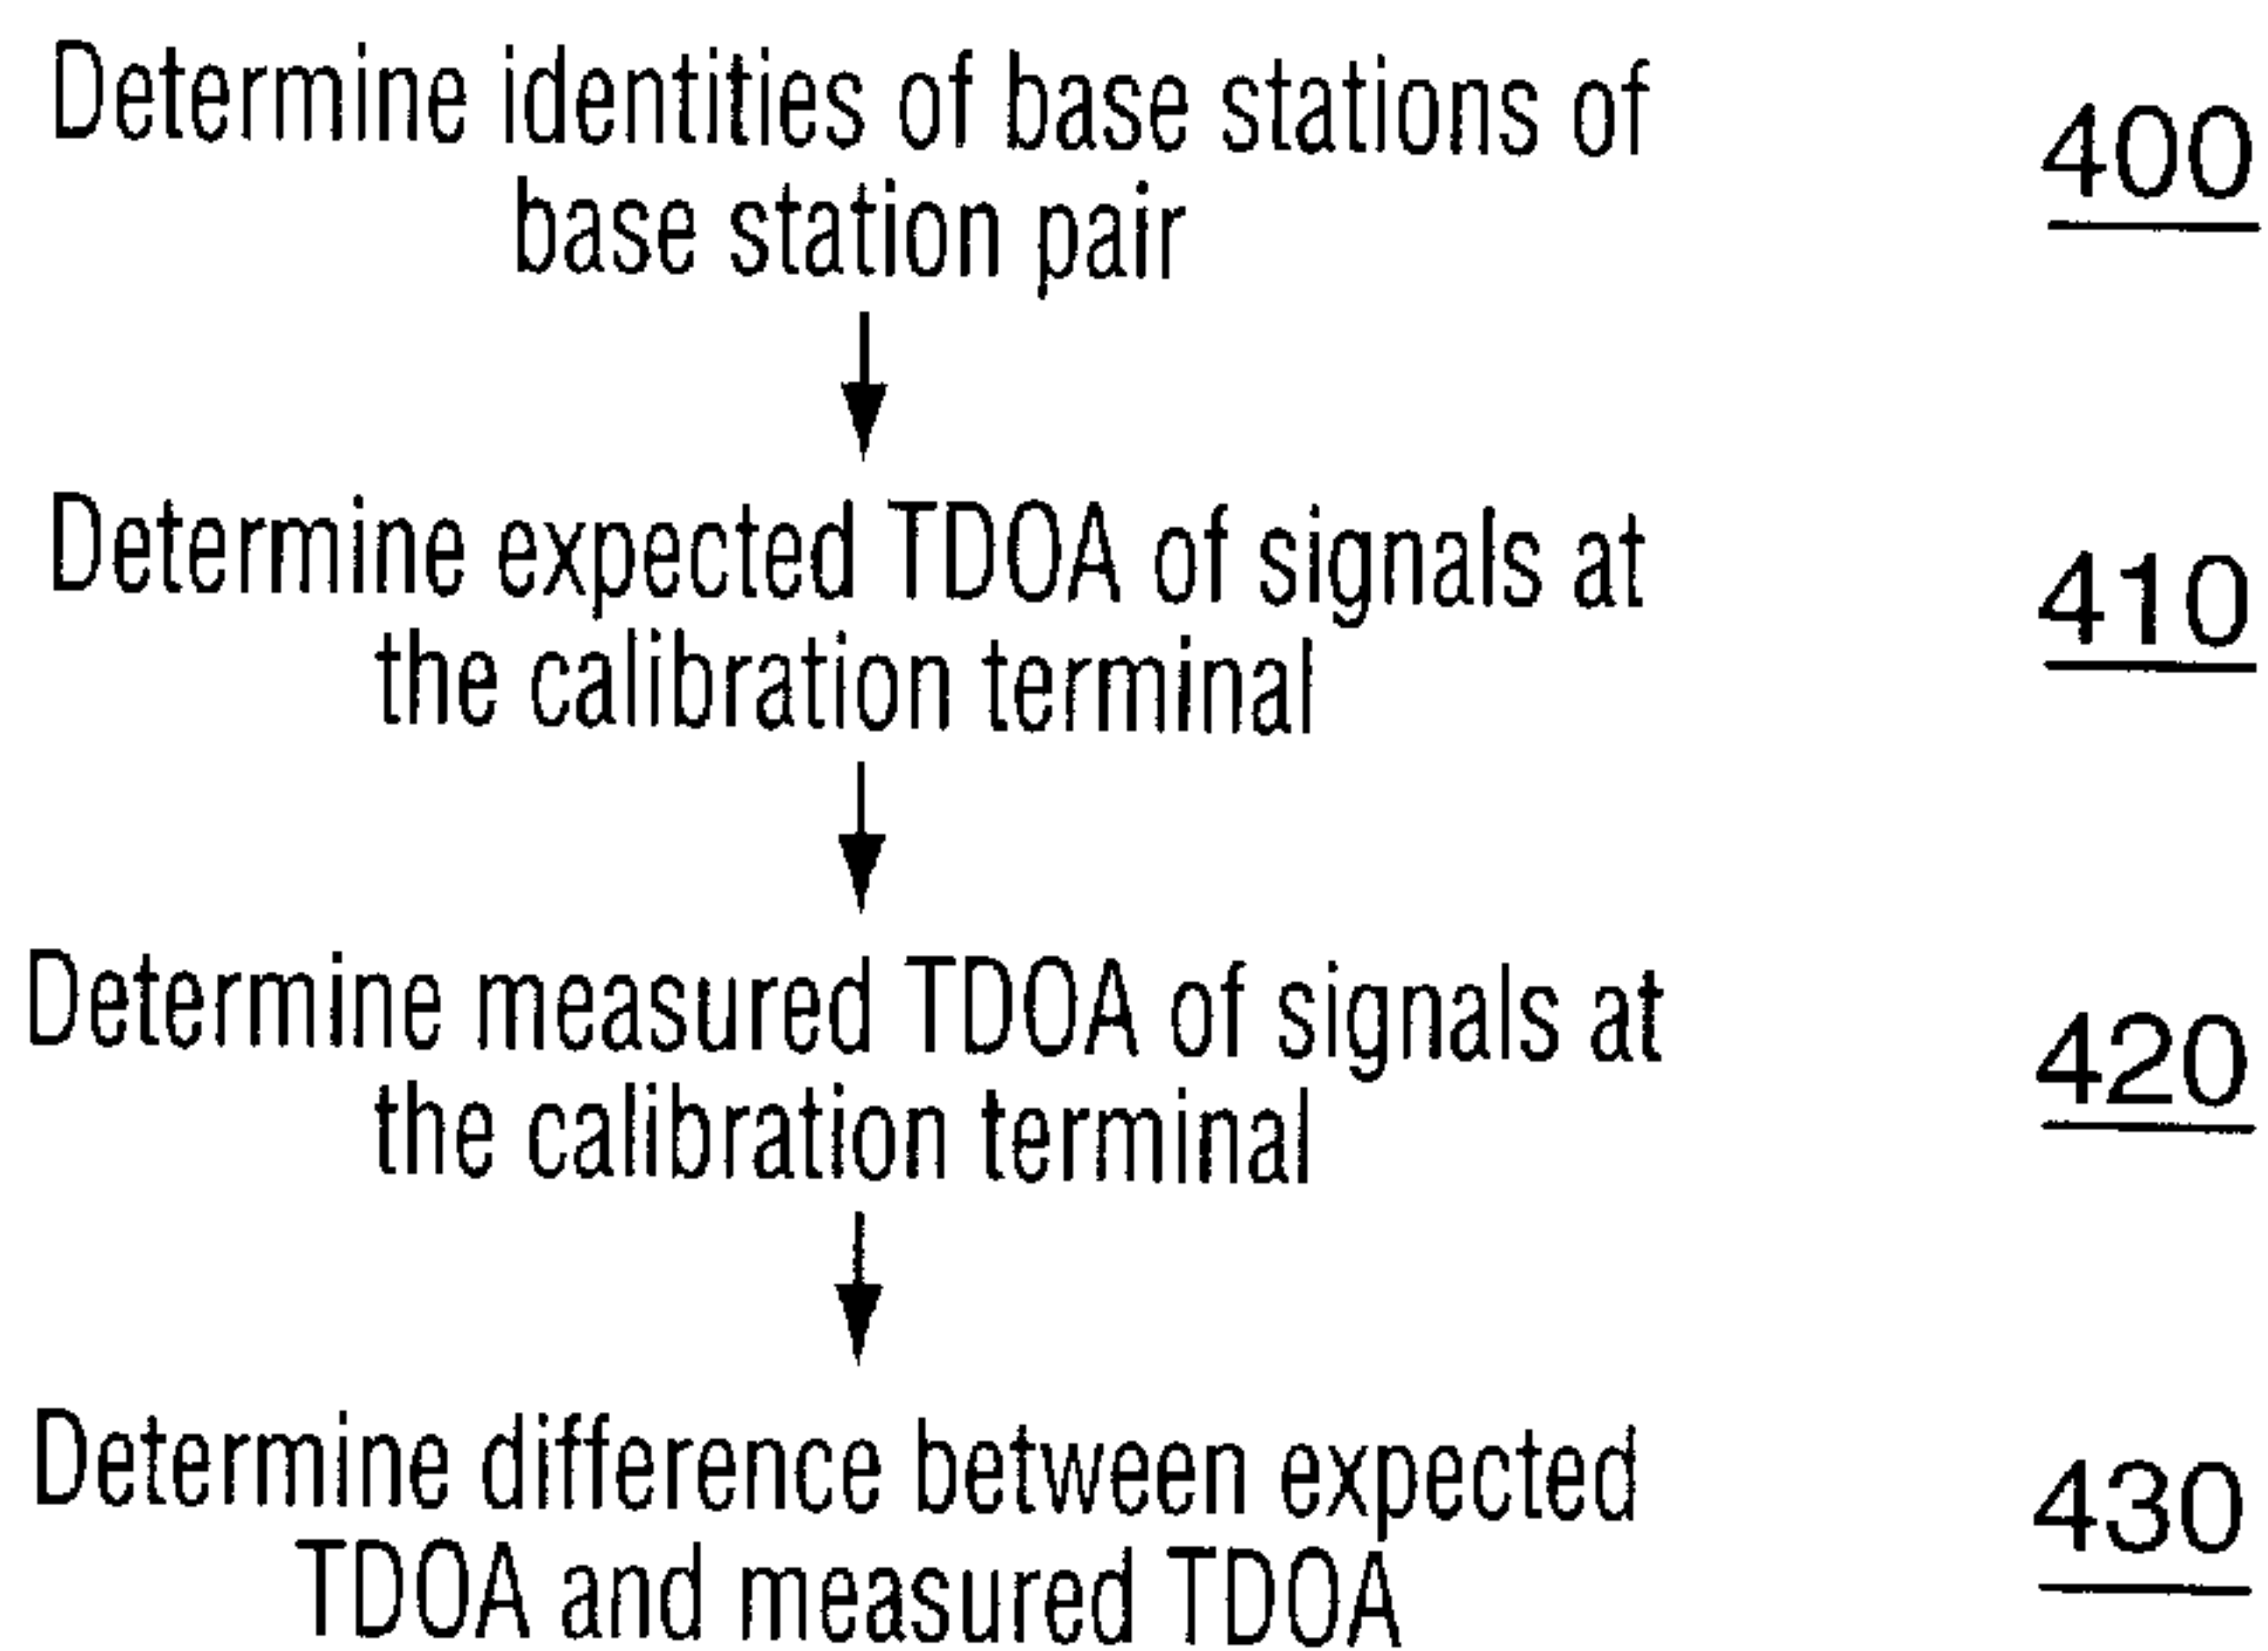 Determine identities of base stations of
base station pair
400
Determine expected TDOA of signals at
the calibration terminal
410
Determine measured TDOA of signals at
the calibration terminal
420
Determine difference between expected
TDOA and measured TDOA
430